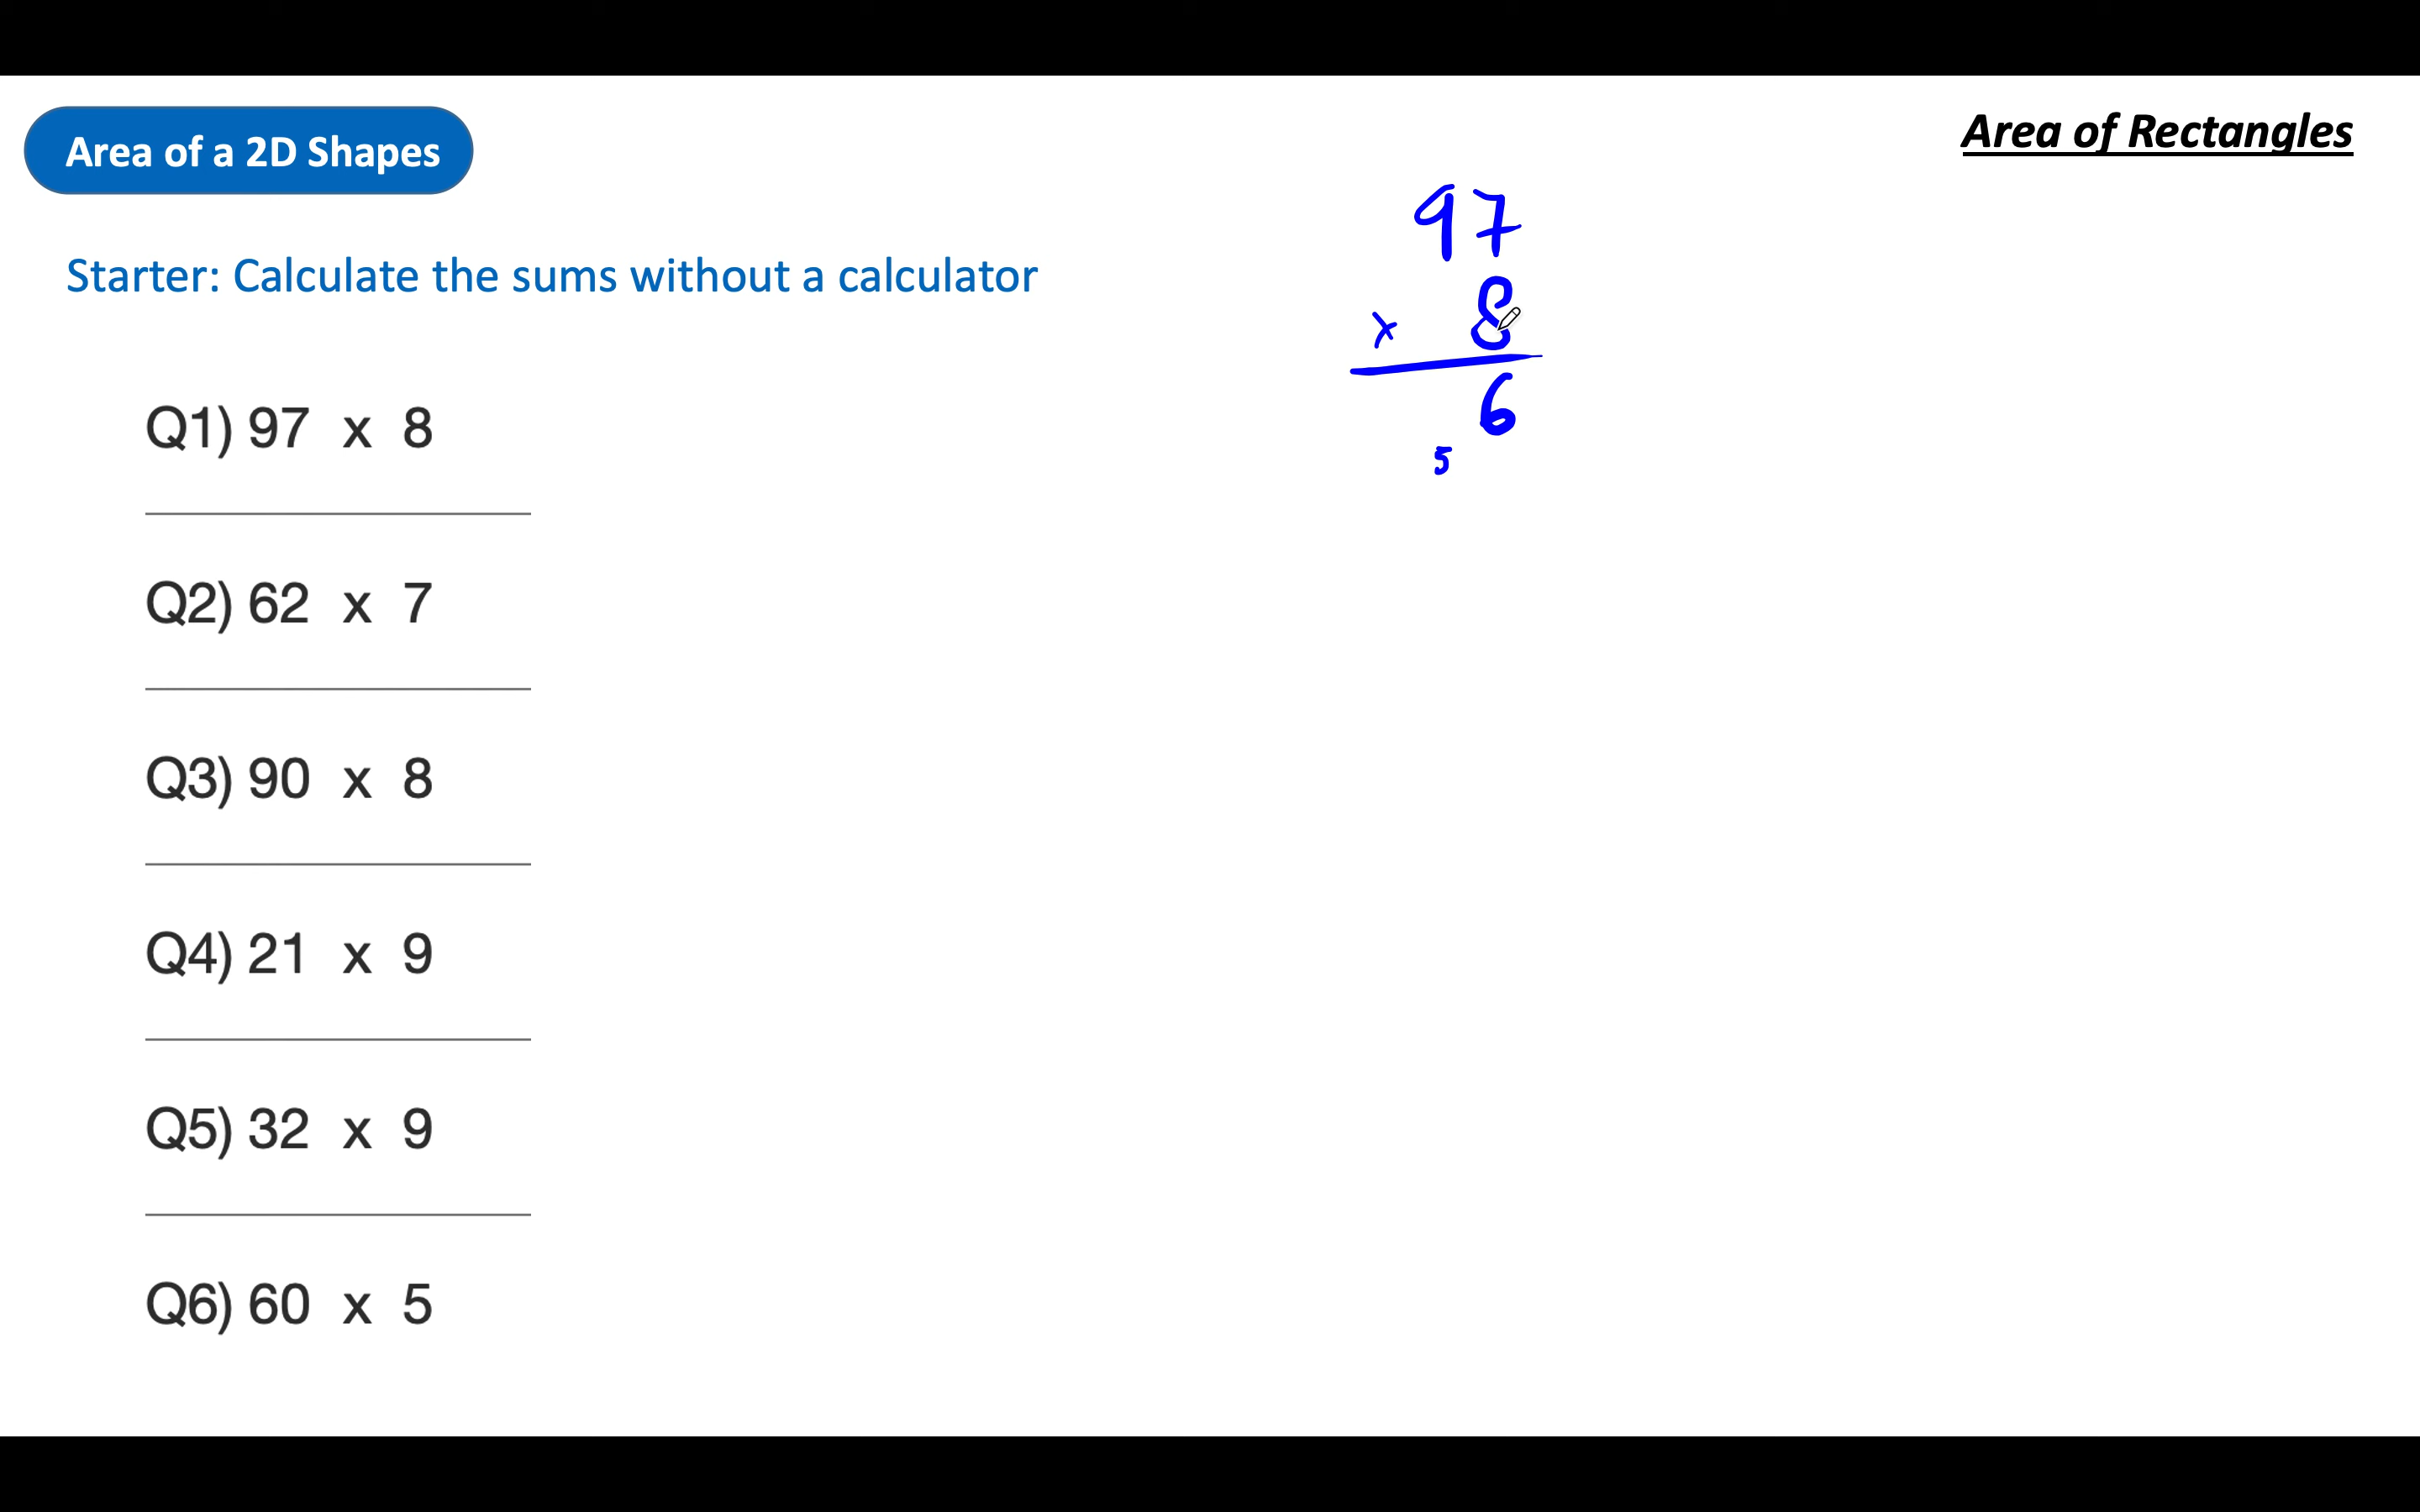 Area of a 2D Shapes
Area of Rectangles
Starter: Calculate the sums without a calculator
97
x 8
6
5
Q1) 97 x 8
Q2) 62 x 7
Q3) 90 x 8
Q4) 21 x 9
Q5) 32 x 9
Q6) 60 x 5